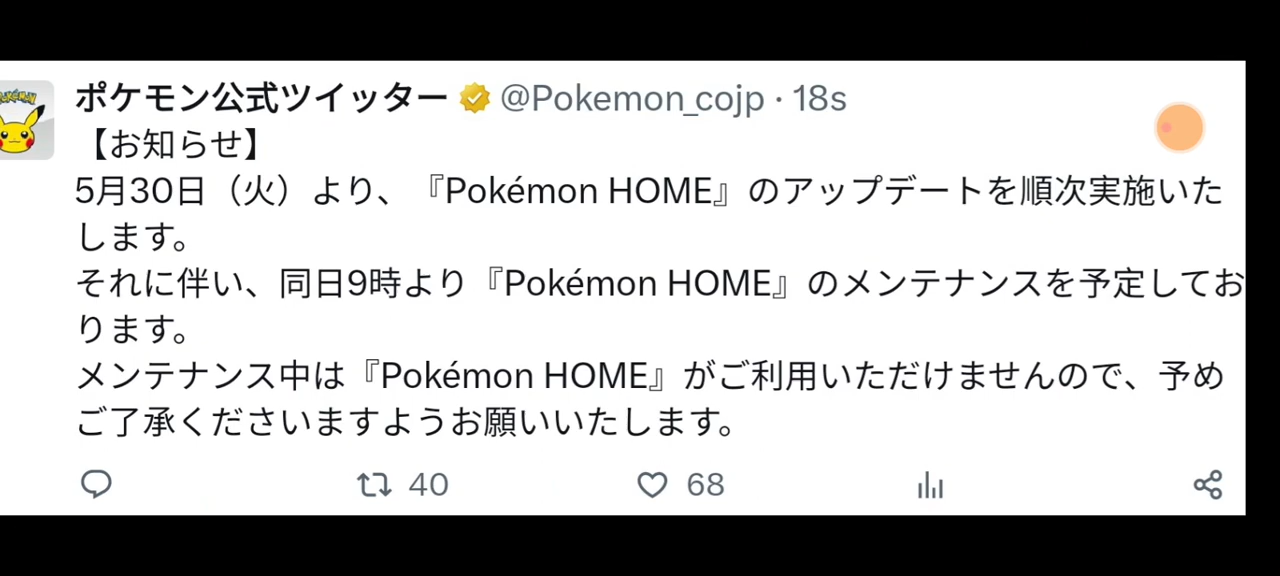 ポケモン公式ツイッター @Pokemon_cojp · 18s
【お知らせ】
5月30日（火）より、『Pokémon HOME』のアップデートを順次実施いた
します。
それに伴い、同日9時より『Pokémon HOME』のメンテナンスを予定してお
ります。
メンテナンス中は『Pokémon HOME』がご利用いただけませんので、予め
ご了承くださいますようお願いいたします。
40 68